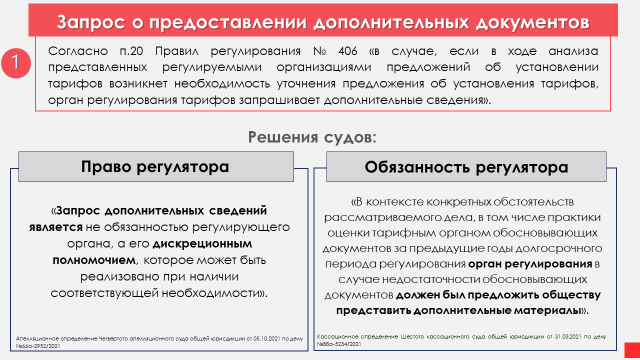 Запрос о предоставлении дополнительных документов
1
Согласно п.20 Правил регулирования № 406 «в случае, если в ходе анализа
представленных регулируемыми организациями предложений об установлении
тарифов возникнет необходимость уточнения предложения об установления тарифов,
орган регулирования тарифов запрашивает дополнительные сведения».
Решения судов:
Право регулятора
«Запрос дополнительных сведений
является не обязанностью регулирующего
органа, а его дискреционным
полномочием, которое может быть
реализовано при наличии
соответствующей необходимости».
Апелляционное определение Четвертого апелляционного суда общей юрисдикции от 05.10.2021 по делу
№66а-2952/2021
Обязанность регулятора
«В контексте конкретных обстоятельств
рассматриваемого дела, в том числе практики
оценки тарифным органом обосновывающих
документов за предыдущие годы долгосрочного
периода регулирования орган регулирования в
случае недостаточности обосновывающих
документов должен был предложить обществу
представить дополнительные материалы».
Кассационное определение Шестого кассационного суда общей юрисдикции от 31.03.2021 по делу
№88а-5234/2021